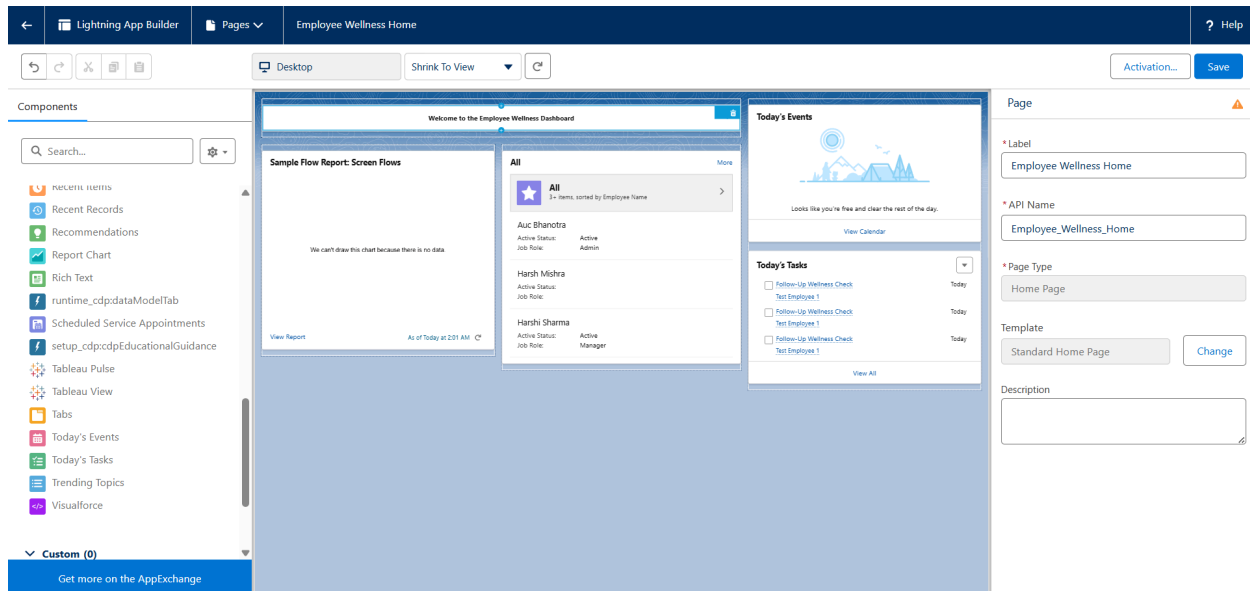 Lightning App Builder
Pages
Employee Wellness Home
? Help
Desktop
Shrink To View
Activation...
Save
Components
Search...
Recent Items
Recent Records
Recommendations
Report Chart
Rich Text
runtime_cdp:dataModelTab
Scheduled Service Appointments
setup_cdp:cdpEducationalGuidance
Tableau Pulse
Tableau View
Tabs
Today's Events
Today's Tasks
Trending Topics
Visualforce
Custom (0)
Get more on the AppExchange
Welcome to the Employee Wellness Dashboard
Sample Flow Report: Screen Flows
We can't draw this chart because there is no data.
View Report
As of Today at 2:01 AM
All
More
All
3+ items, sorted by Employee Name
Auc Bhanotra
Active Status: Active
Job Role: Admin
Harsh Mishra
Active Status:
Job Role:
Harshi Sharma
Active Status: Active
Job Role: Manager
Today's Events
Looks like you're free and clear the rest of the day.
View Calendar
Today's Tasks
Follow-Up Wellness Check Today
Test Employee 1
Follow-Up Wellness Check Today
Test Employee 1
Follow-Up Wellness Check Today
Test Employee 1
View All
Page
*Label
Employee Wellness Home
*API Name
Employee_Wellness_Home
*Page Type
Home Page
Template
Standard Home Page
Change
Description